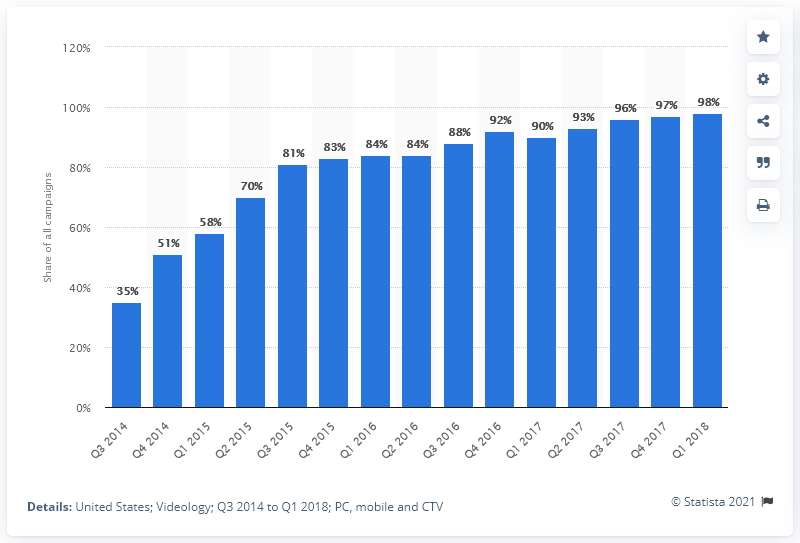 120%
100%
80%
60%
40%
20%
0%
Share of all campaigns
35%
51%
58%
70%
81%
83%
84%
84%
88%
92%
90%
93%
96%
97%
98%
Q3 2014
Q4 2014
Q1 2015
Q2 2015
Q3 2015
Q4 2015
Q1 2016
Q2 2016
Q3 2016
Q4 2016
Q1 2017
Q2 2017
Q3 2017
Q4 2017
Q1 2018
© Statista 2021
Details: United States; Videology; Q3 2014 to Q1 2018; PC, mobile and CTV